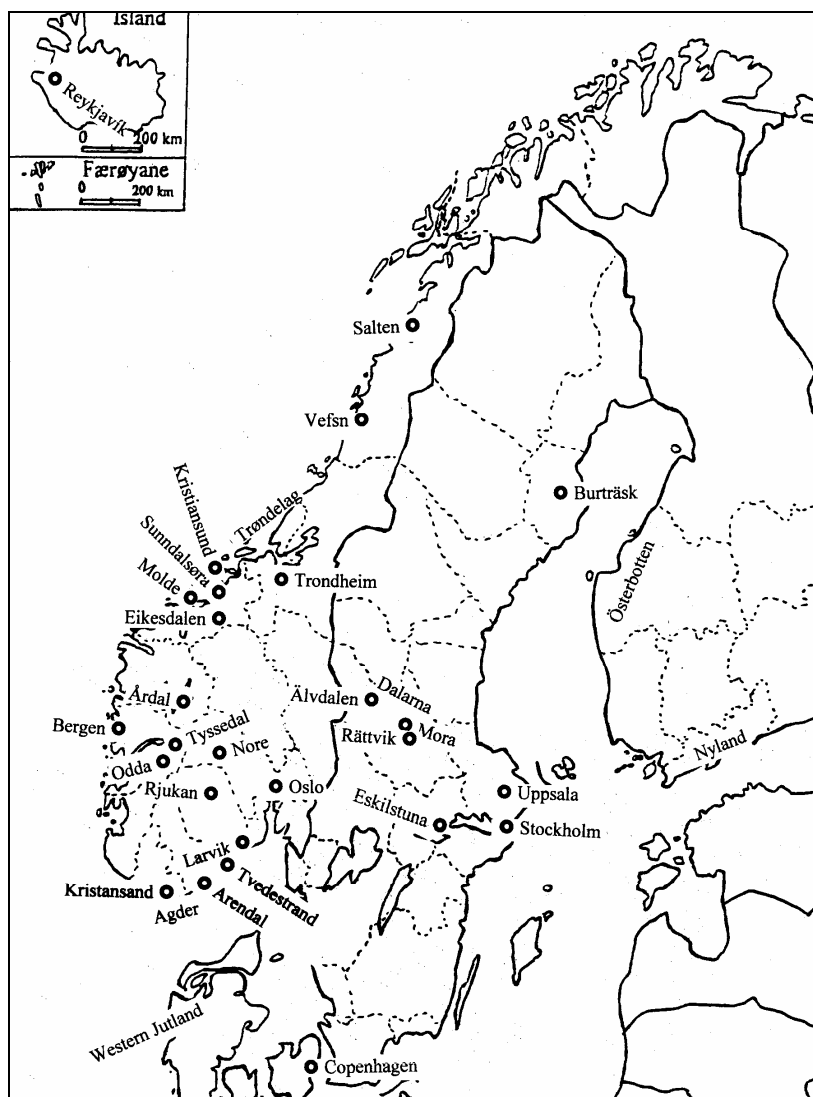 Island
Reykjavík
0 200 km
Færøyane
0 200 km
Salten
Vefsn
Burträsk
Kristiansund
Trøndelag
Sunndalsøra
Molde
Trondheim
Eikesdalen
Österbotten
Årdal
Älvdalen
Dalarna
Bergen
Tyssedal
Mora
Rättvik
Nore
Nyland
Odda
Rjukan
Oslo
Uppsala
Eskilstuna
Stockholm
Larvik
Tvedestrand
Kristansand
Arendal
Agder
Western Jutland
Copenhagen